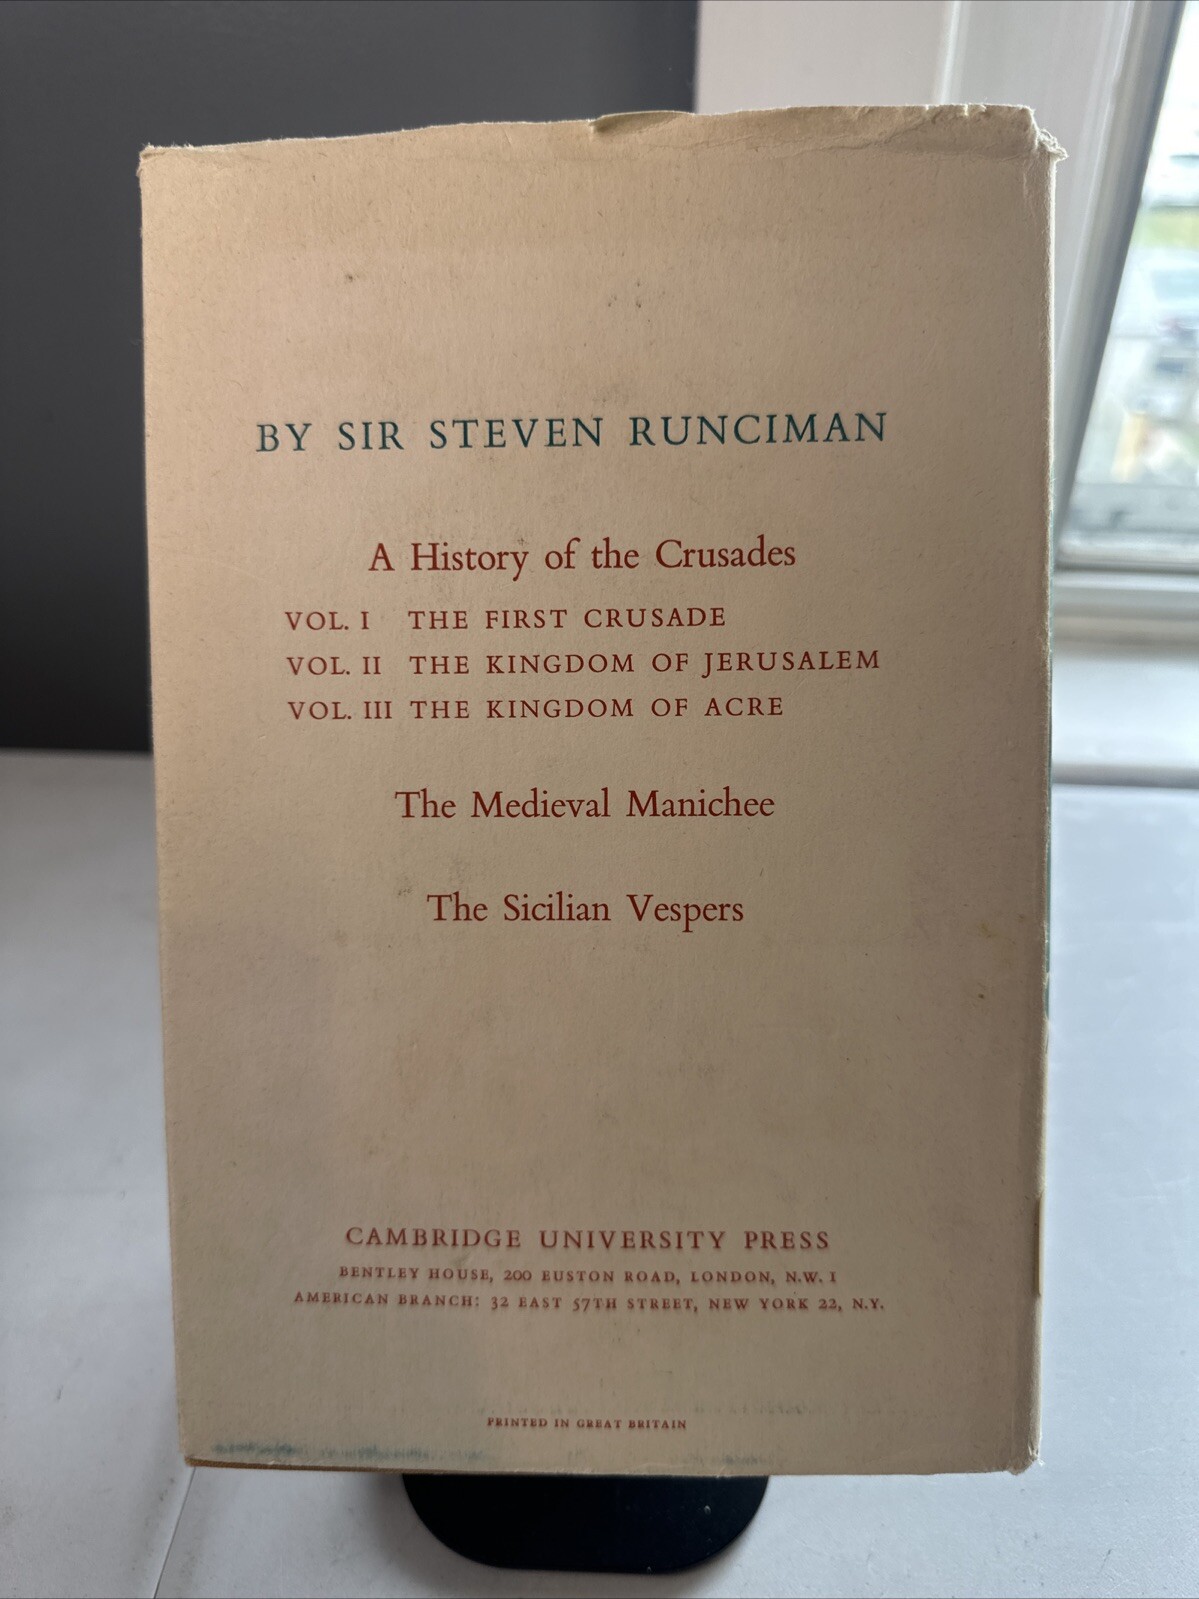 BY SIR STEVEN RUNCIMAN
A History of the Crusades
VOL. I THE FIRST CRUSADE
VOL. II THE KINGDOM OF JERUSALEM
VOL. III THE KINGDOM OF ACRE
The Medieval Manichee
The Sicilian Vespers
CAMBRIDGE UNIVERSITY PRESS
BENTLEY HOUSE, 200 EUSTON ROAD, LONDON, N.W. 1
AMERICAN BRANCH: 32 EAST 57TH STREET, NEW YORK 22, N.Y.
PRINTED IN GREAT BRITAIN